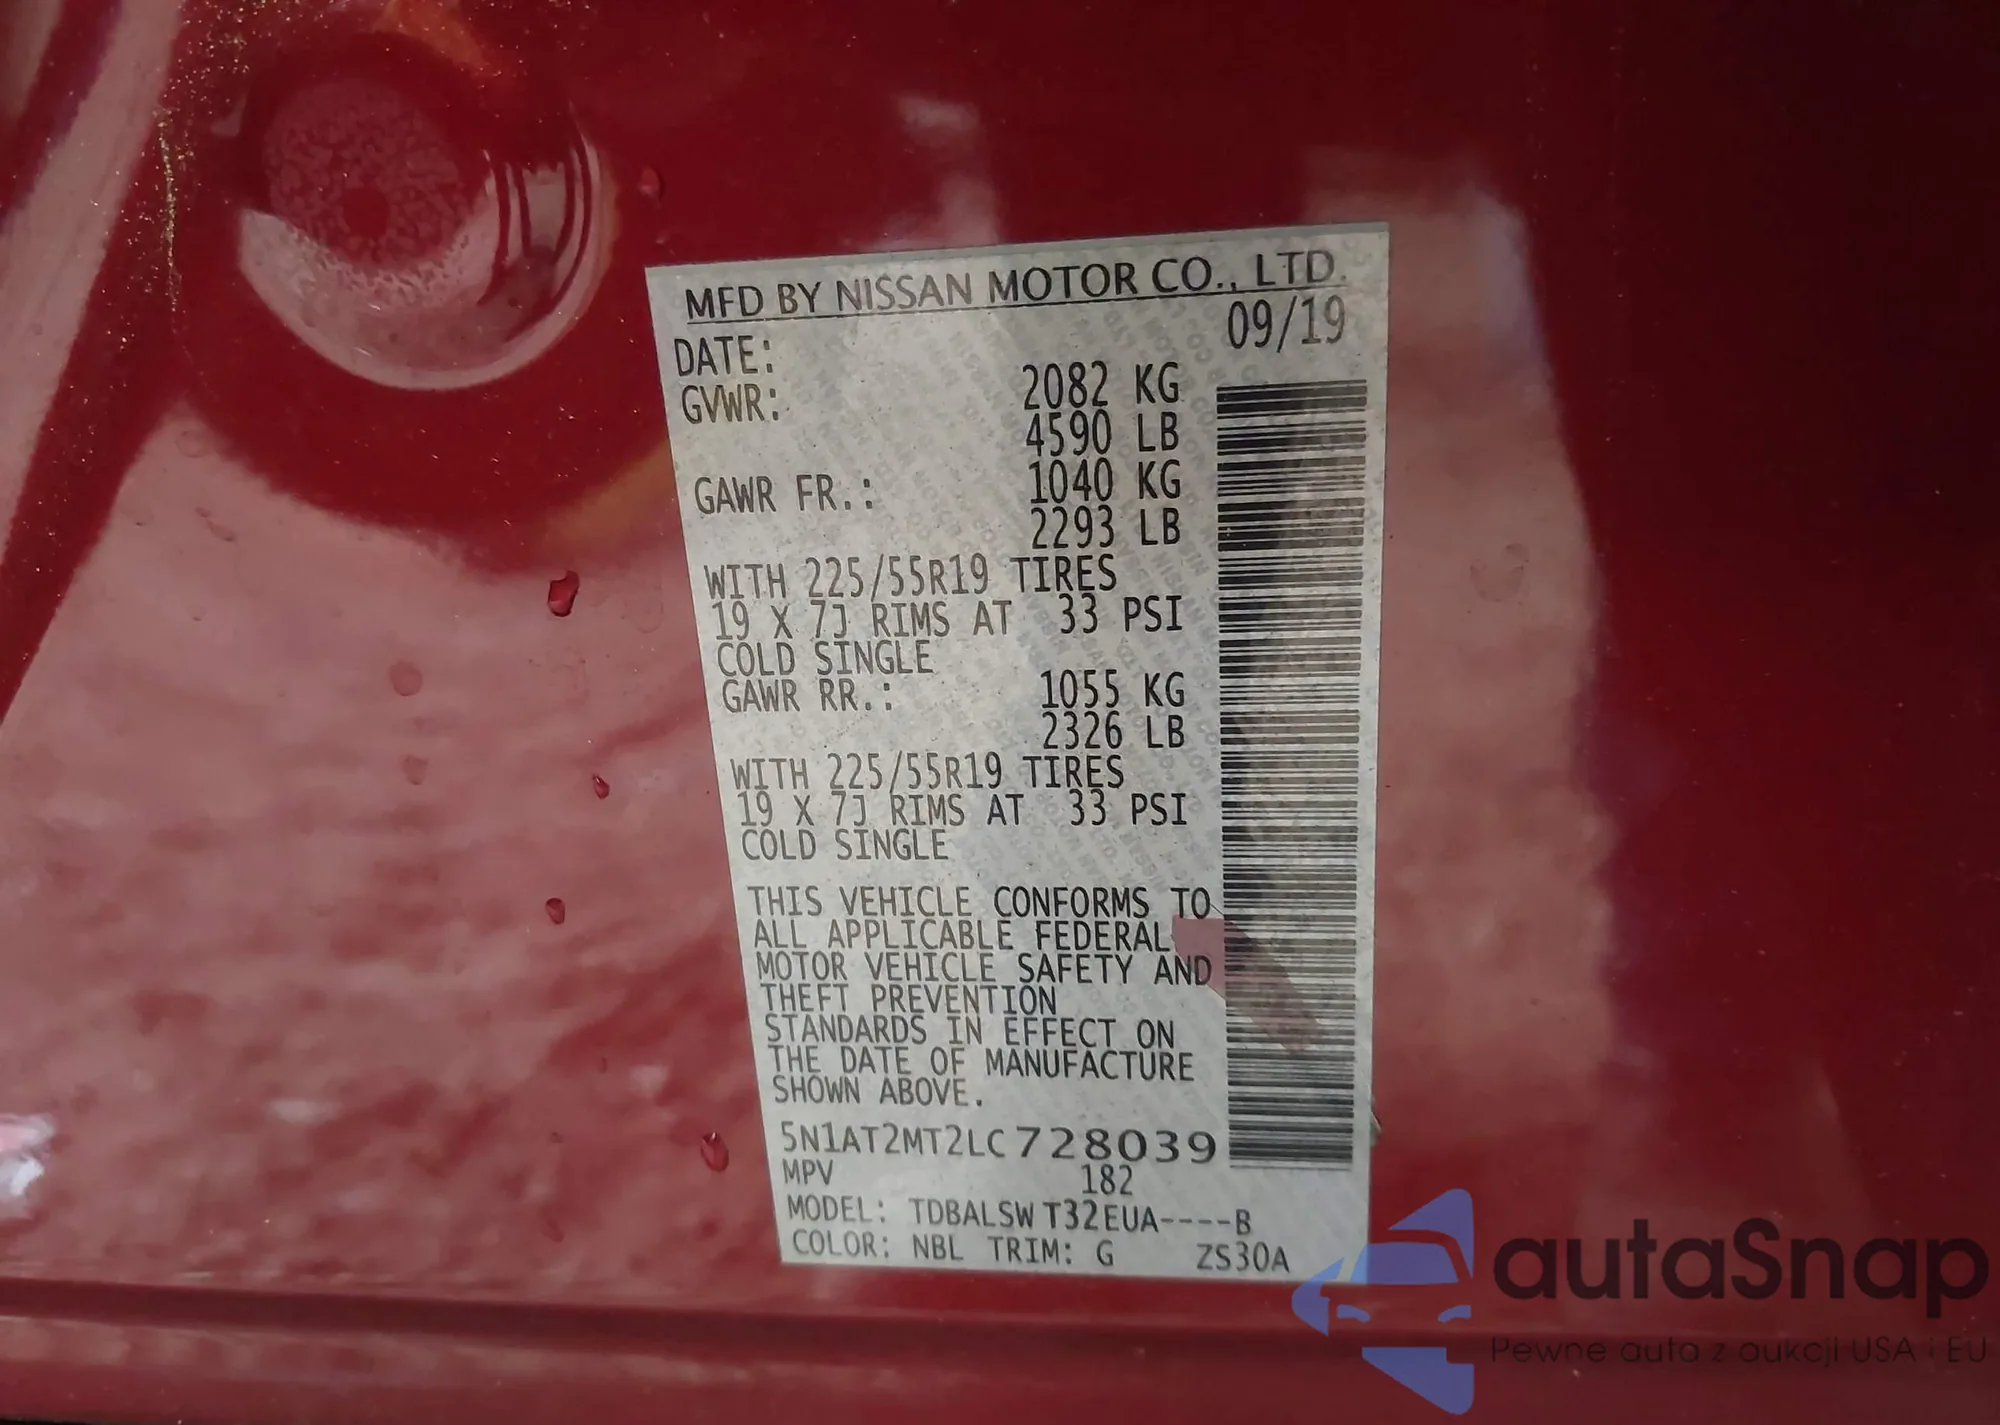 MFD BY NISSAN MOTOR CO., LTD.
DATE: 09/19
GVWR: 2082 KG
4590 LB
GAWR FR.: 1040 KG
2293 LB
WITH 225/55R19 TIRES
19 X 7J RIMS AT 33 PSI
COLD SINGLE
GAWR RR.: 1055 KG
2326 LB
WITH 225/55R19 TIRES
19 X 7J RIMS AT 33 PSI
COLD SINGLE
THIS VEHICLE CONFORMS TO
ALL APPLICABLE FEDERAL
MOTOR VEHICLE SAFETY AND
THEFT PREVENTION
STANDARDS IN EFFECT ON
THE DATE OF MANUFACTURE
SHOWN ABOVE.
5N1AT2MT2LC728039
MPV 182
MODEL: TDBALSW T32EUA----B
COLOR: NBL TRIM: G ZS30A
autaSnap
Pewne auta z aukcji USA i EU